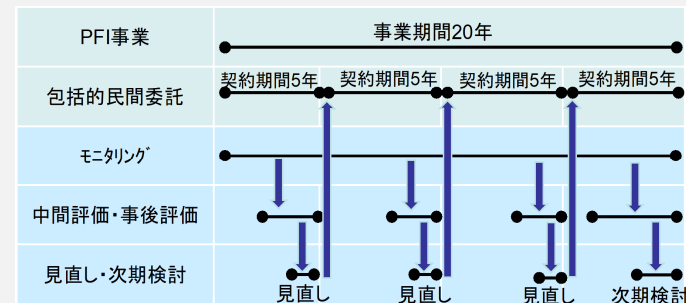 PFI事業
事業期間20年
包括的民間委託
契約期間5年 契約期間5年 契約期間5年 契約期間5年
ﾓﾆﾀﾘﾝｸﾞ
中間評価・事後評価
見直し・次期検討
見直し 見直し 見直し 次期検討